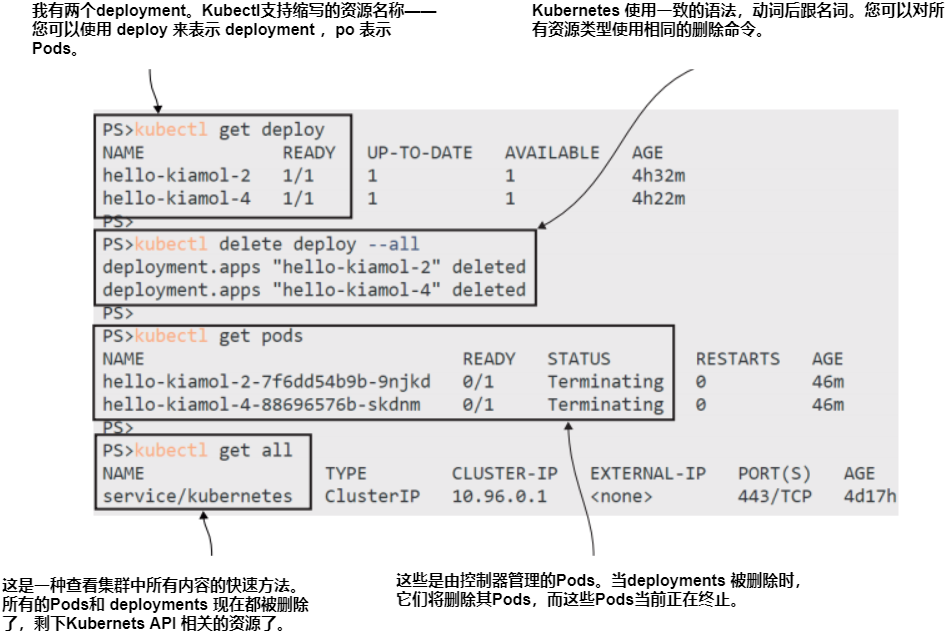 我有两个deployment。Kubectl支持缩写的资源名称——
您可以使用 deploy 来表示 deployment ，po 表示
Pods。
Kubernetes 使用一致的语法，动词后跟名词。您可以对所
有资源类型使用相同的删除命令。
PS>kubectl get deploy
NAME READY UP-TO-DATE AVAILABLE AGE
hello-kiamol-2 1/1 1 1 4h32m
hello-kiamol-4 1/1 1 1 4h22m
PS>
PS>kubectl delete deploy --all
deployment.apps "hello-kiamol-2" deleted
deployment.apps "hello-kiamol-4" deleted
PS>
PS>kubectl get pods
NAME READY STATUS RESTARTS AGE
hello-kiamol-2-7f6dd54b9b-9njkd 0/1 Terminating 0 46m
hello-kiamol-4-88696576b-skdnm 0/1 Terminating 0 46m
PS>
PS>kubectl get all
NAME TYPE CLUSTER-IP EXTERNAL-IP PORT(S) AGE
service/kubernetes ClusterIP 10.96.0.1 <none> 443/TCP 4d17h
这是一种查看集群中所有内容的快速方法。
所有的Pods和 deployments 现在都被删除
了，剩下Kubernets API 相关的资源了。
这些是由控制器管理的Pods。当deployments 被删除时，
它们将删除其Pods，而这些Pods当前正在终止。